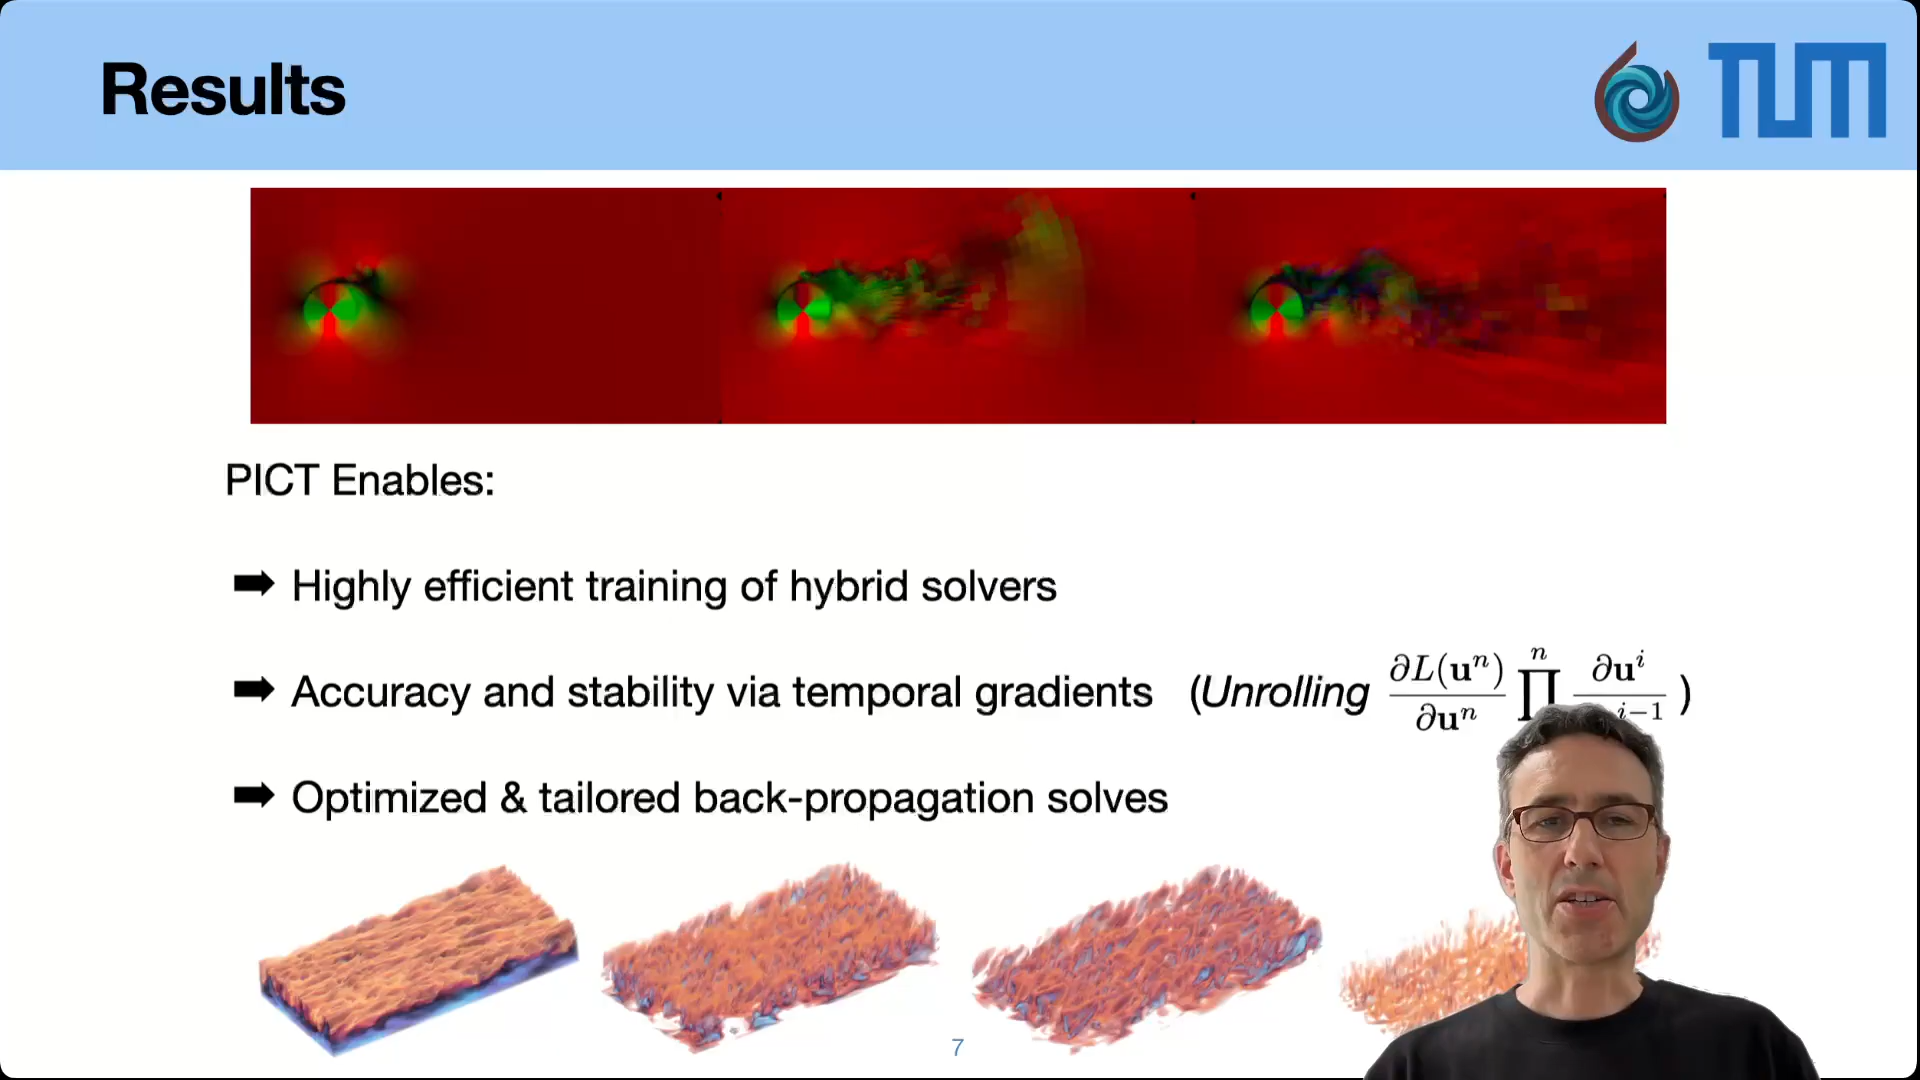 Results
TUM
PICT Enables:
➡ Highly efficient training of hybrid solvers
➡ Accuracy and stability via temporal gradients (Unrolling ∂L(uⁿ)/∂uⁿ ∏ⁿ ∂uⁱ/ i−1 )
➡ Optimized & tailored back-propagation solves
7